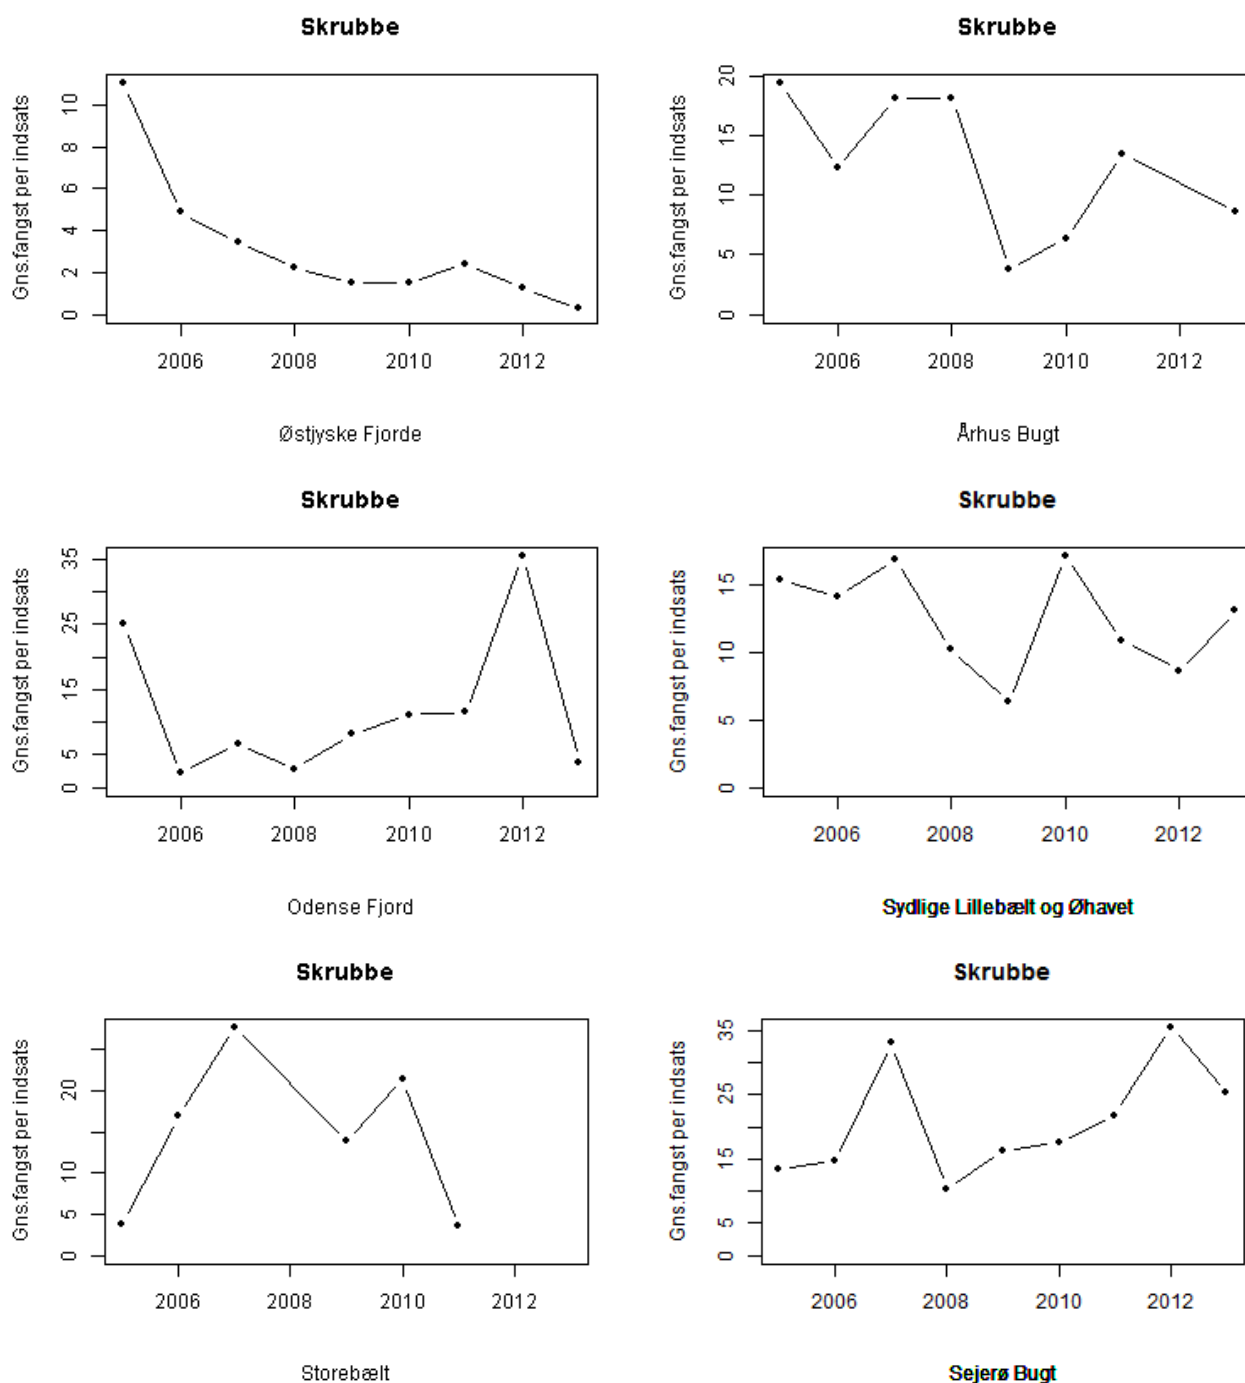 Skrubbe
Gns.fangst per indsats
0 2 4 6 8 10
2006 2008 2010 2012
Østjyske Fjorde
Skrubbe
Gns.fangst per indsats
0 5 10 15 20
2006 2008 2010 2012
Århus Bugt
Skrubbe
Gns.fangst per indsats
0 5 15 25 35
2006 2008 2010 2012
Odense Fjord
Skrubbe
Gns.fangst per indsats
0 5 10 15
2006 2008 2010 2012
Sydlige Lillebælt og Øhavet
Skrubbe
Gns.fangst per indsats
0 5 10 20
2006 2008 2010 2012
Storebælt
Skrubbe
Gns.fangst per indsats
0 5 15 25 35
2006 2008 2010 2012
Sejerø Bugt